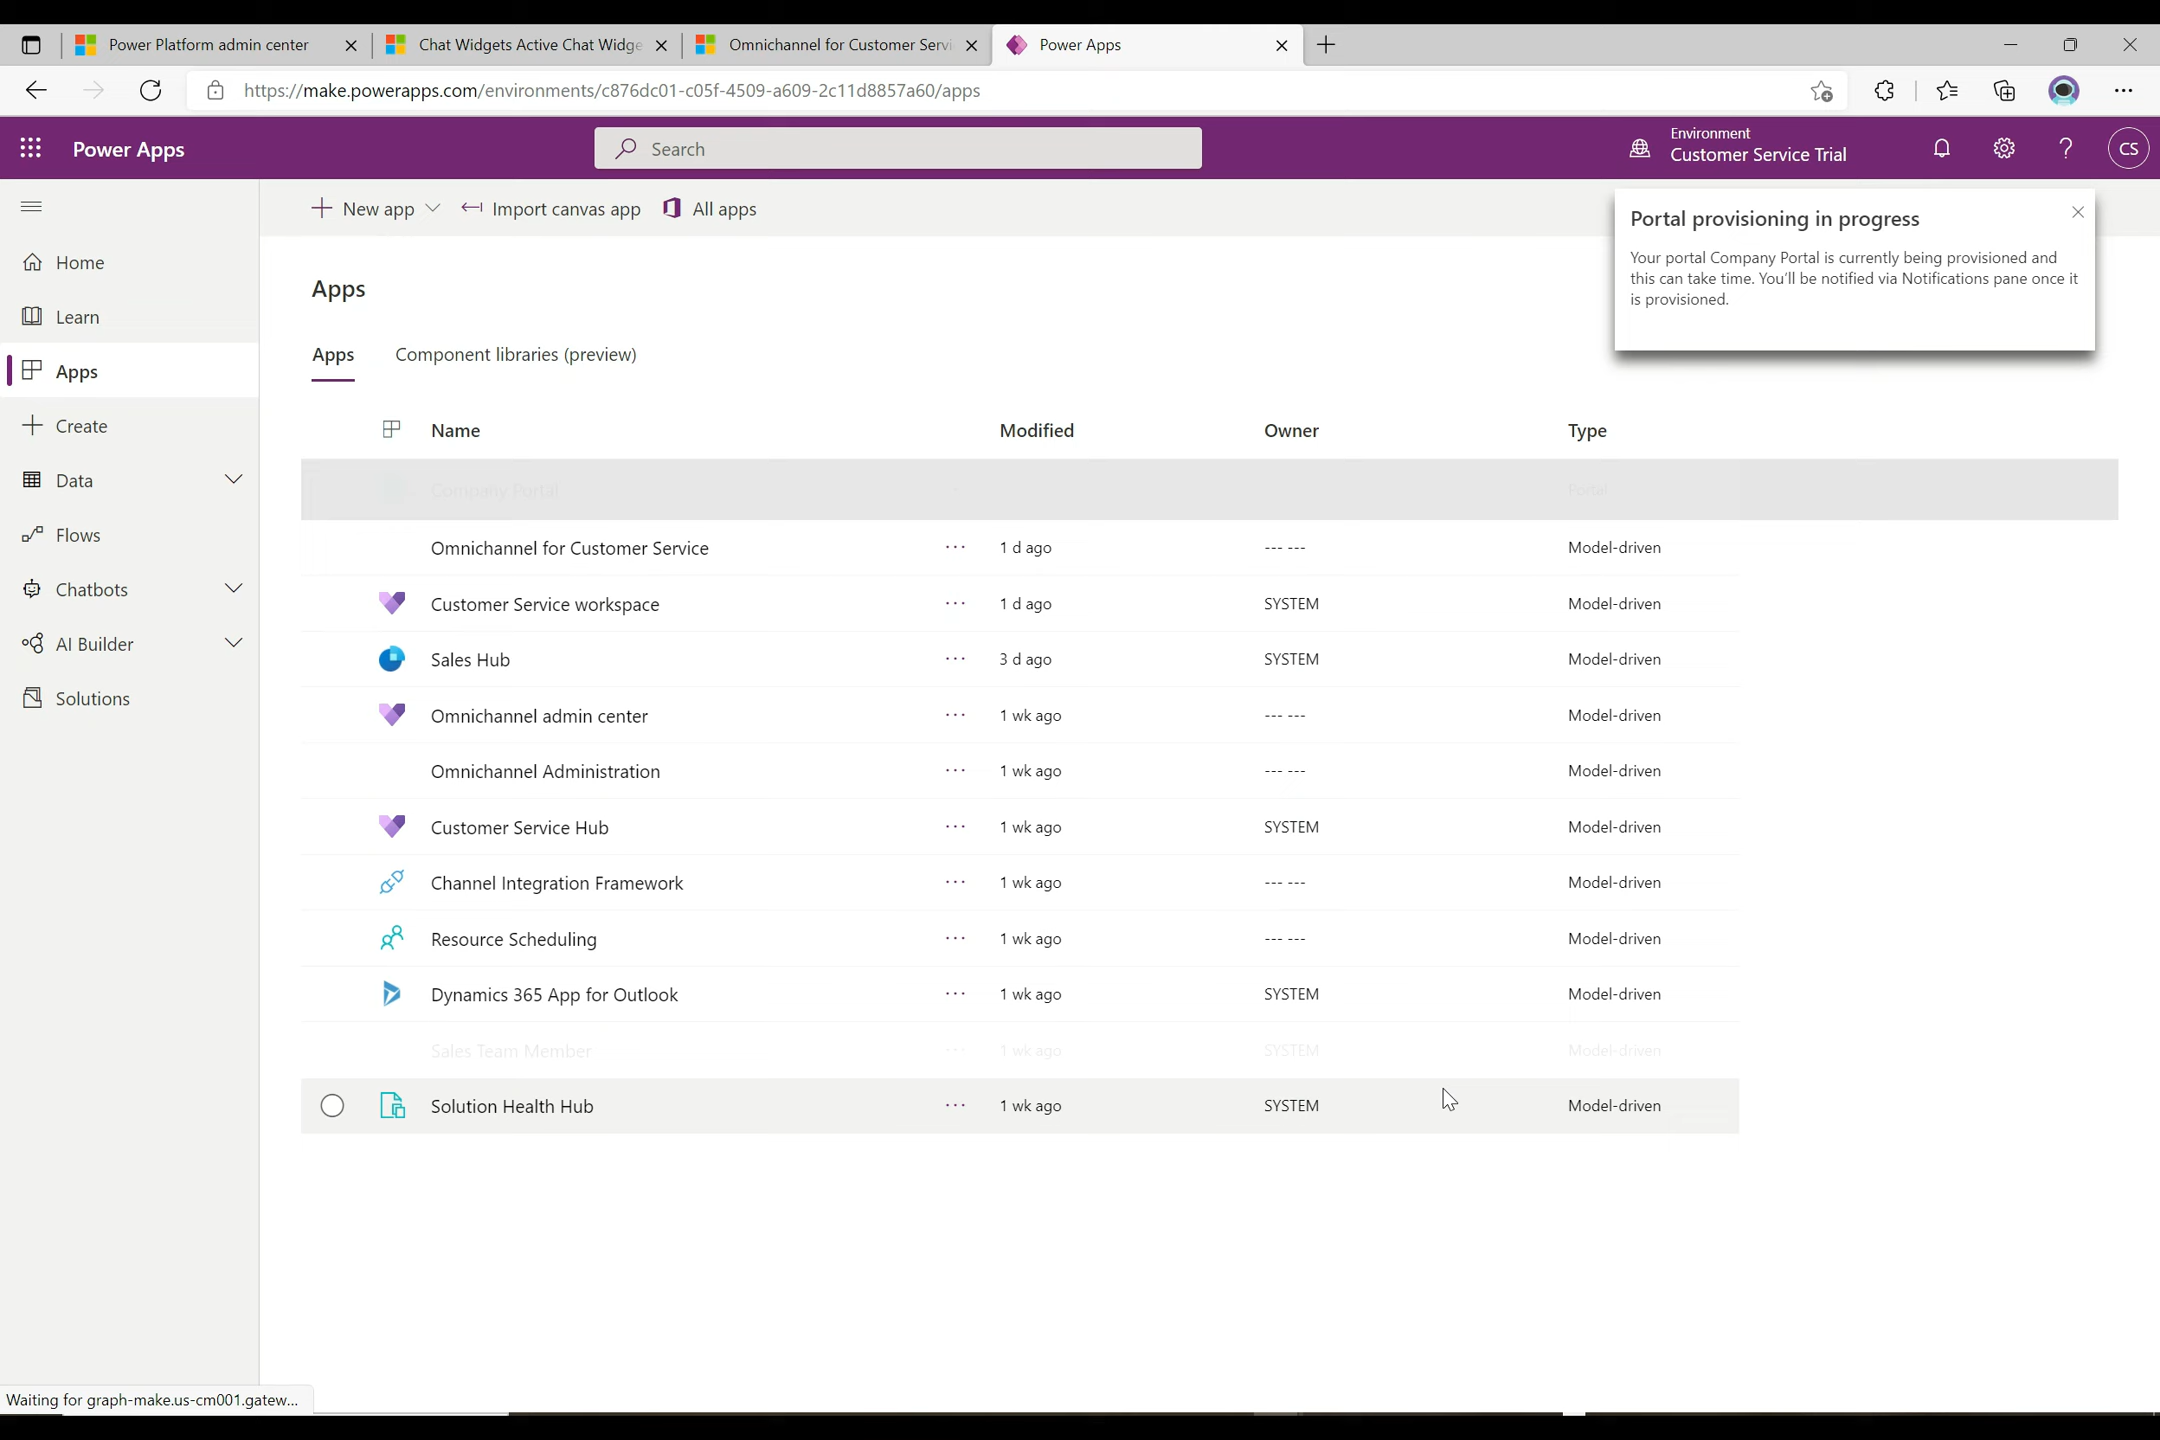 Power Platform admin center
Chat Widgets Active Chat Widge
Omnichannel for Customer Servi
Power Apps
https://make.powerapps.com/environments/c876dc01-c05f-4509-a609-2c11d8857a60/apps
Power Apps
Search
Environment
Customer Service Trial
CS
New app
Import canvas app
All apps
Portal provisioning in progress
Your portal Company Portal is currently being provisioned and
this can take time. You'll be notified via Notifications pane once it
is provisioned.
Home
Learn
Apps
Create
Data
Flows
Chatbots
AI Builder
Solutions
Apps
Apps Component libraries (preview)
Name Modified Owner Type
Company Portal Portal
Omnichannel for Customer Service ... 1 d ago --- --- Model-driven
Customer Service workspace ... 1 d ago SYSTEM Model-driven
Sales Hub ... 3 d ago SYSTEM Model-driven
Omnichannel admin center ... 1 wk ago --- --- Model-driven
Omnichannel Administration ... 1 wk ago --- --- Model-driven
Customer Service Hub ... 1 wk ago SYSTEM Model-driven
Channel Integration Framework ... 1 wk ago --- --- Model-driven
Resource Scheduling ... 1 wk ago --- --- Model-driven
Dynamics 365 App for Outlook ... 1 wk ago SYSTEM Model-driven
Sales Team Member ... 1 wk ago SYSTEM Model-driven
Solution Health Hub ... 1 wk ago SYSTEM Model-driven
Waiting for graph-make.us-cm001.gatew...